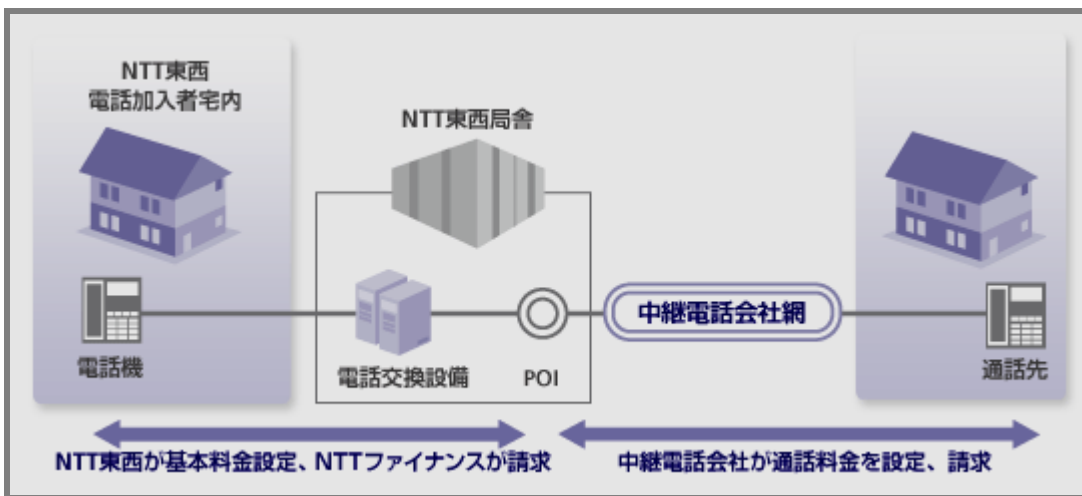 NTT東西
電話加入者宅内
NTT東西局舎
中継電話会社網
電話機
電話交換設備
POI
通話先
NTT東西が基本料金設定、NTTファイナンスが請求
中継電話会社が通話料金を設定、請求